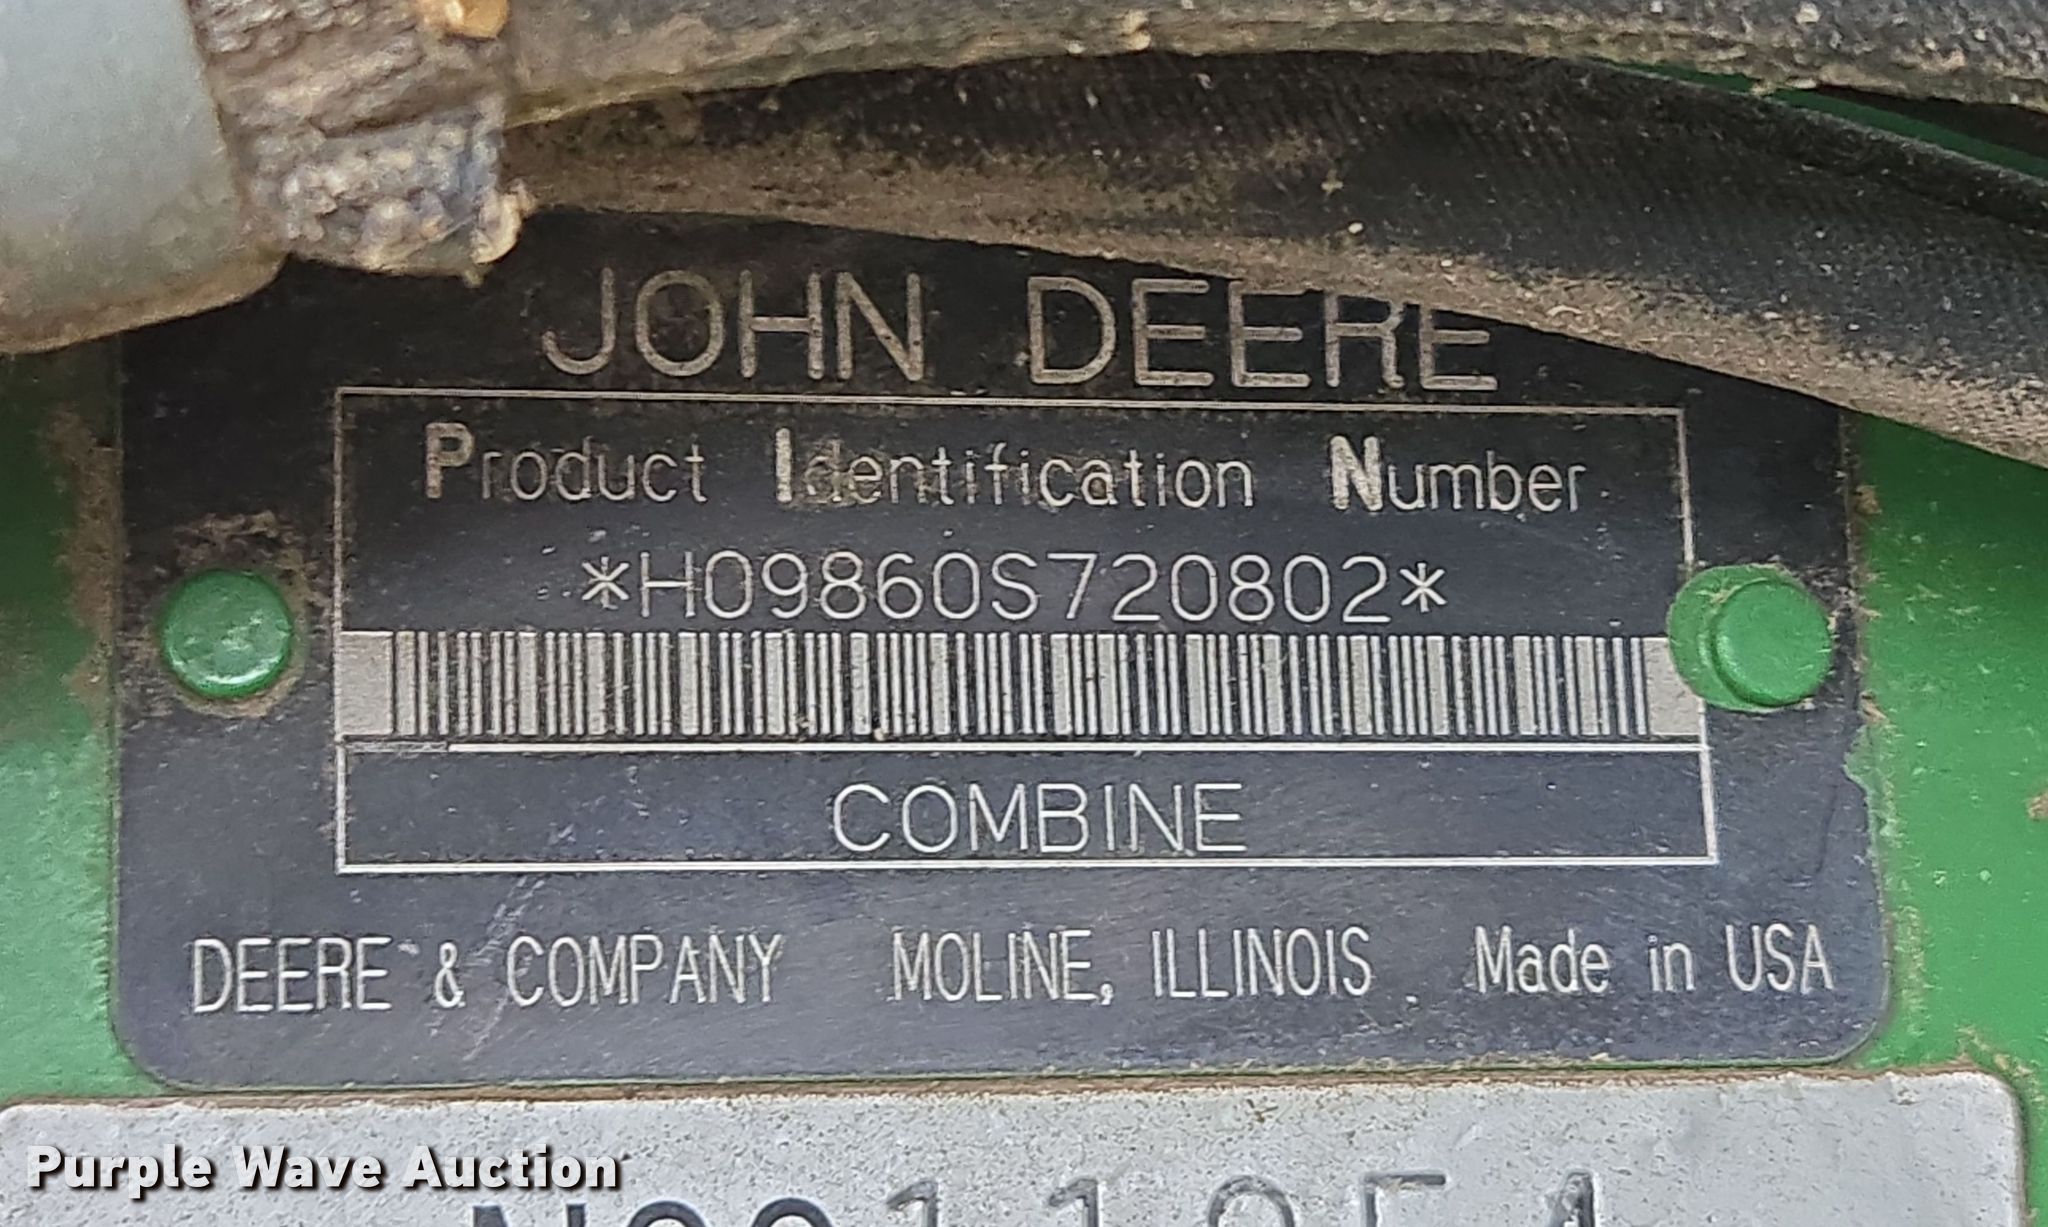 JOHN DEERE
Product Identification Number
*H09860S720802*
COMBINE
DEERE & COMPANY MOLINE, ILLINOIS Made in USA
Purple Wave Auction